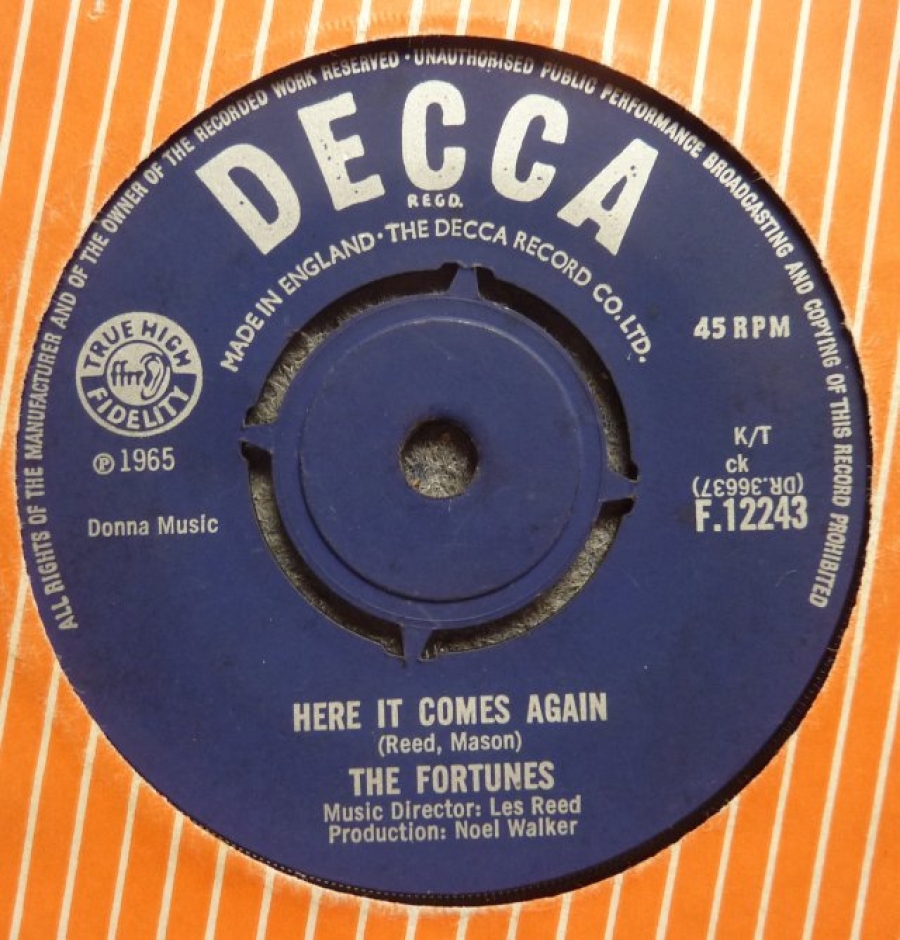 ALL RIGHTS OF THE MANUFACTURER AND OF THE OWNER OF THE RECORDED WORK RESERVED · UNAUTHORISED PUBLIC PERFORMANCE BROADCASTING AND COPYING OF THIS RECORD PROHIBITED
DECCA
REGD.
MADE IN ENGLAND · THE DECCA RECORD CO. LTD.
TRUE HIGH
ffrr
FIDELITY
℗ 1965
Donna Music
45 RPM
K/T
ck
(DR.36637)
F.12243
HERE IT COMES AGAIN
(Reed, Mason)
THE FORTUNES
Music Director: Les Reed
Production: Noel Walker